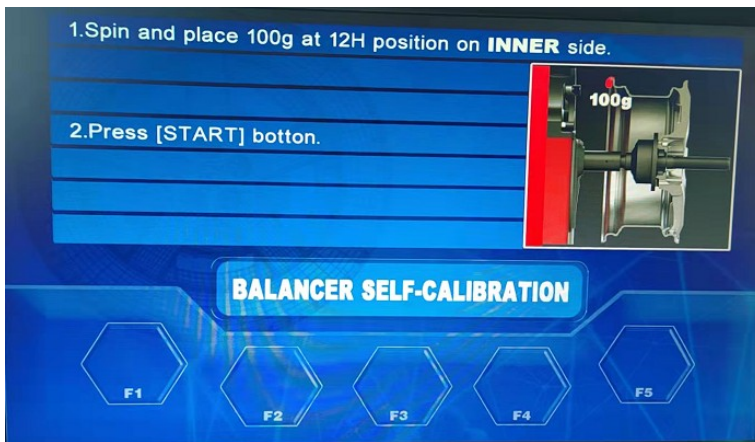 1.Spin and place 100g at 12H position on INNER side.
100g
2.Press [START] botton.
BALANCER SELF-CALIBRATION
F1
F2
F3
F4
F5